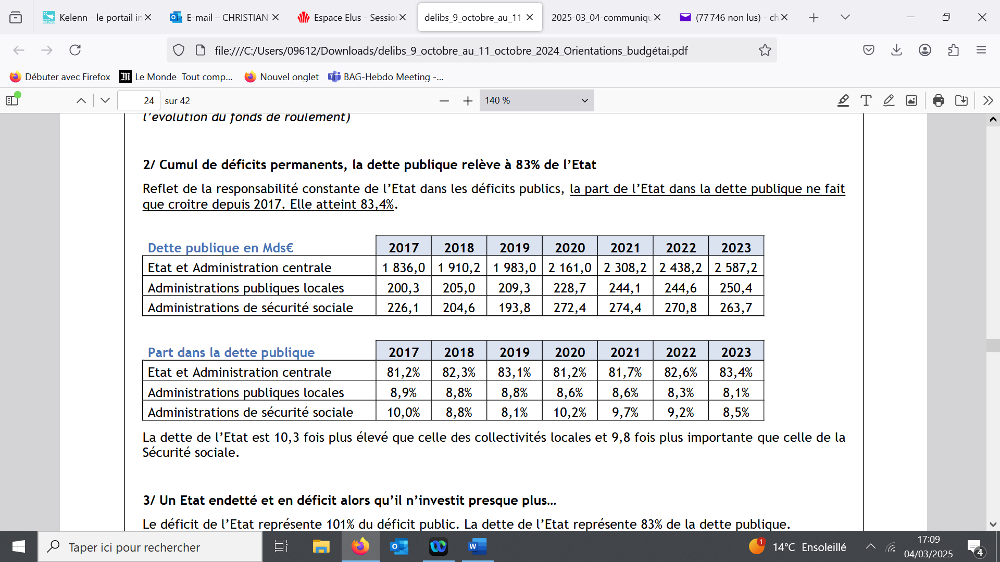 Kelenn - le portail in
E-mail – CHRISTIAN
Espace Elus - Session
delibs_9_octobre_au_11_
2025-03_04-communiqu
(77 746 non lus) - ch
file:///C:/Users/09612/Downloads/delibs_9_octobre_au_11_octobre_2024_Orientations_budgétai.pdf
Débuter avec Firefox
Le Monde Tout comp...
Nouvel onglet
BAG-Hebdo Meeting -...
24 sur 42
140 %
l’évolution du fonds de roulement)
2/ Cumul de déficits permanents, la dette publique relève à 83% de l’Etat
Reflet de la responsabilité constante de l’Etat dans les déficits publics, la part de l’Etat dans la dette publique ne fait
que croitre depuis 2017. Elle atteint 83,4%.
Dette publique en Mds€ 2017 2018 2019 2020 2021 2022 2023
Etat et Administration centrale 1 836,0 1 910,2 1 983,0 2 161,0 2 308,2 2 438,2 2 587,2
Administrations publiques locales 200,3 205,0 209,3 228,7 244,1 244,6 250,4
Administrations de sécurité sociale 226,1 204,6 193,8 272,4 274,4 270,8 263,7
Part dans la dette publique 2017 2018 2019 2020 2021 2022 2023
Etat et Administration centrale 81,2% 82,3% 83,1% 81,2% 81,7% 82,6% 83,4%
Administrations publiques locales 8,9% 8,8% 8,8% 8,6% 8,6% 8,3% 8,1%
Administrations de sécurité sociale 10,0% 8,8% 8,1% 10,2% 9,7% 9,2% 8,5%
La dette de l’Etat est 10,3 fois plus élevé que celle des collectivités locales et 9,8 fois plus importante que celle de la
Sécurité sociale.
3/ Un Etat endetté et en déficit alors qu’il n’investit presque plus…
Le déficit de l’Etat représente 101% du déficit public. La dette de l’Etat représente 83% de la dette publique.
Taper ici pour rechercher
1
14°C Ensoleillé
17:09
04/03/2025
4